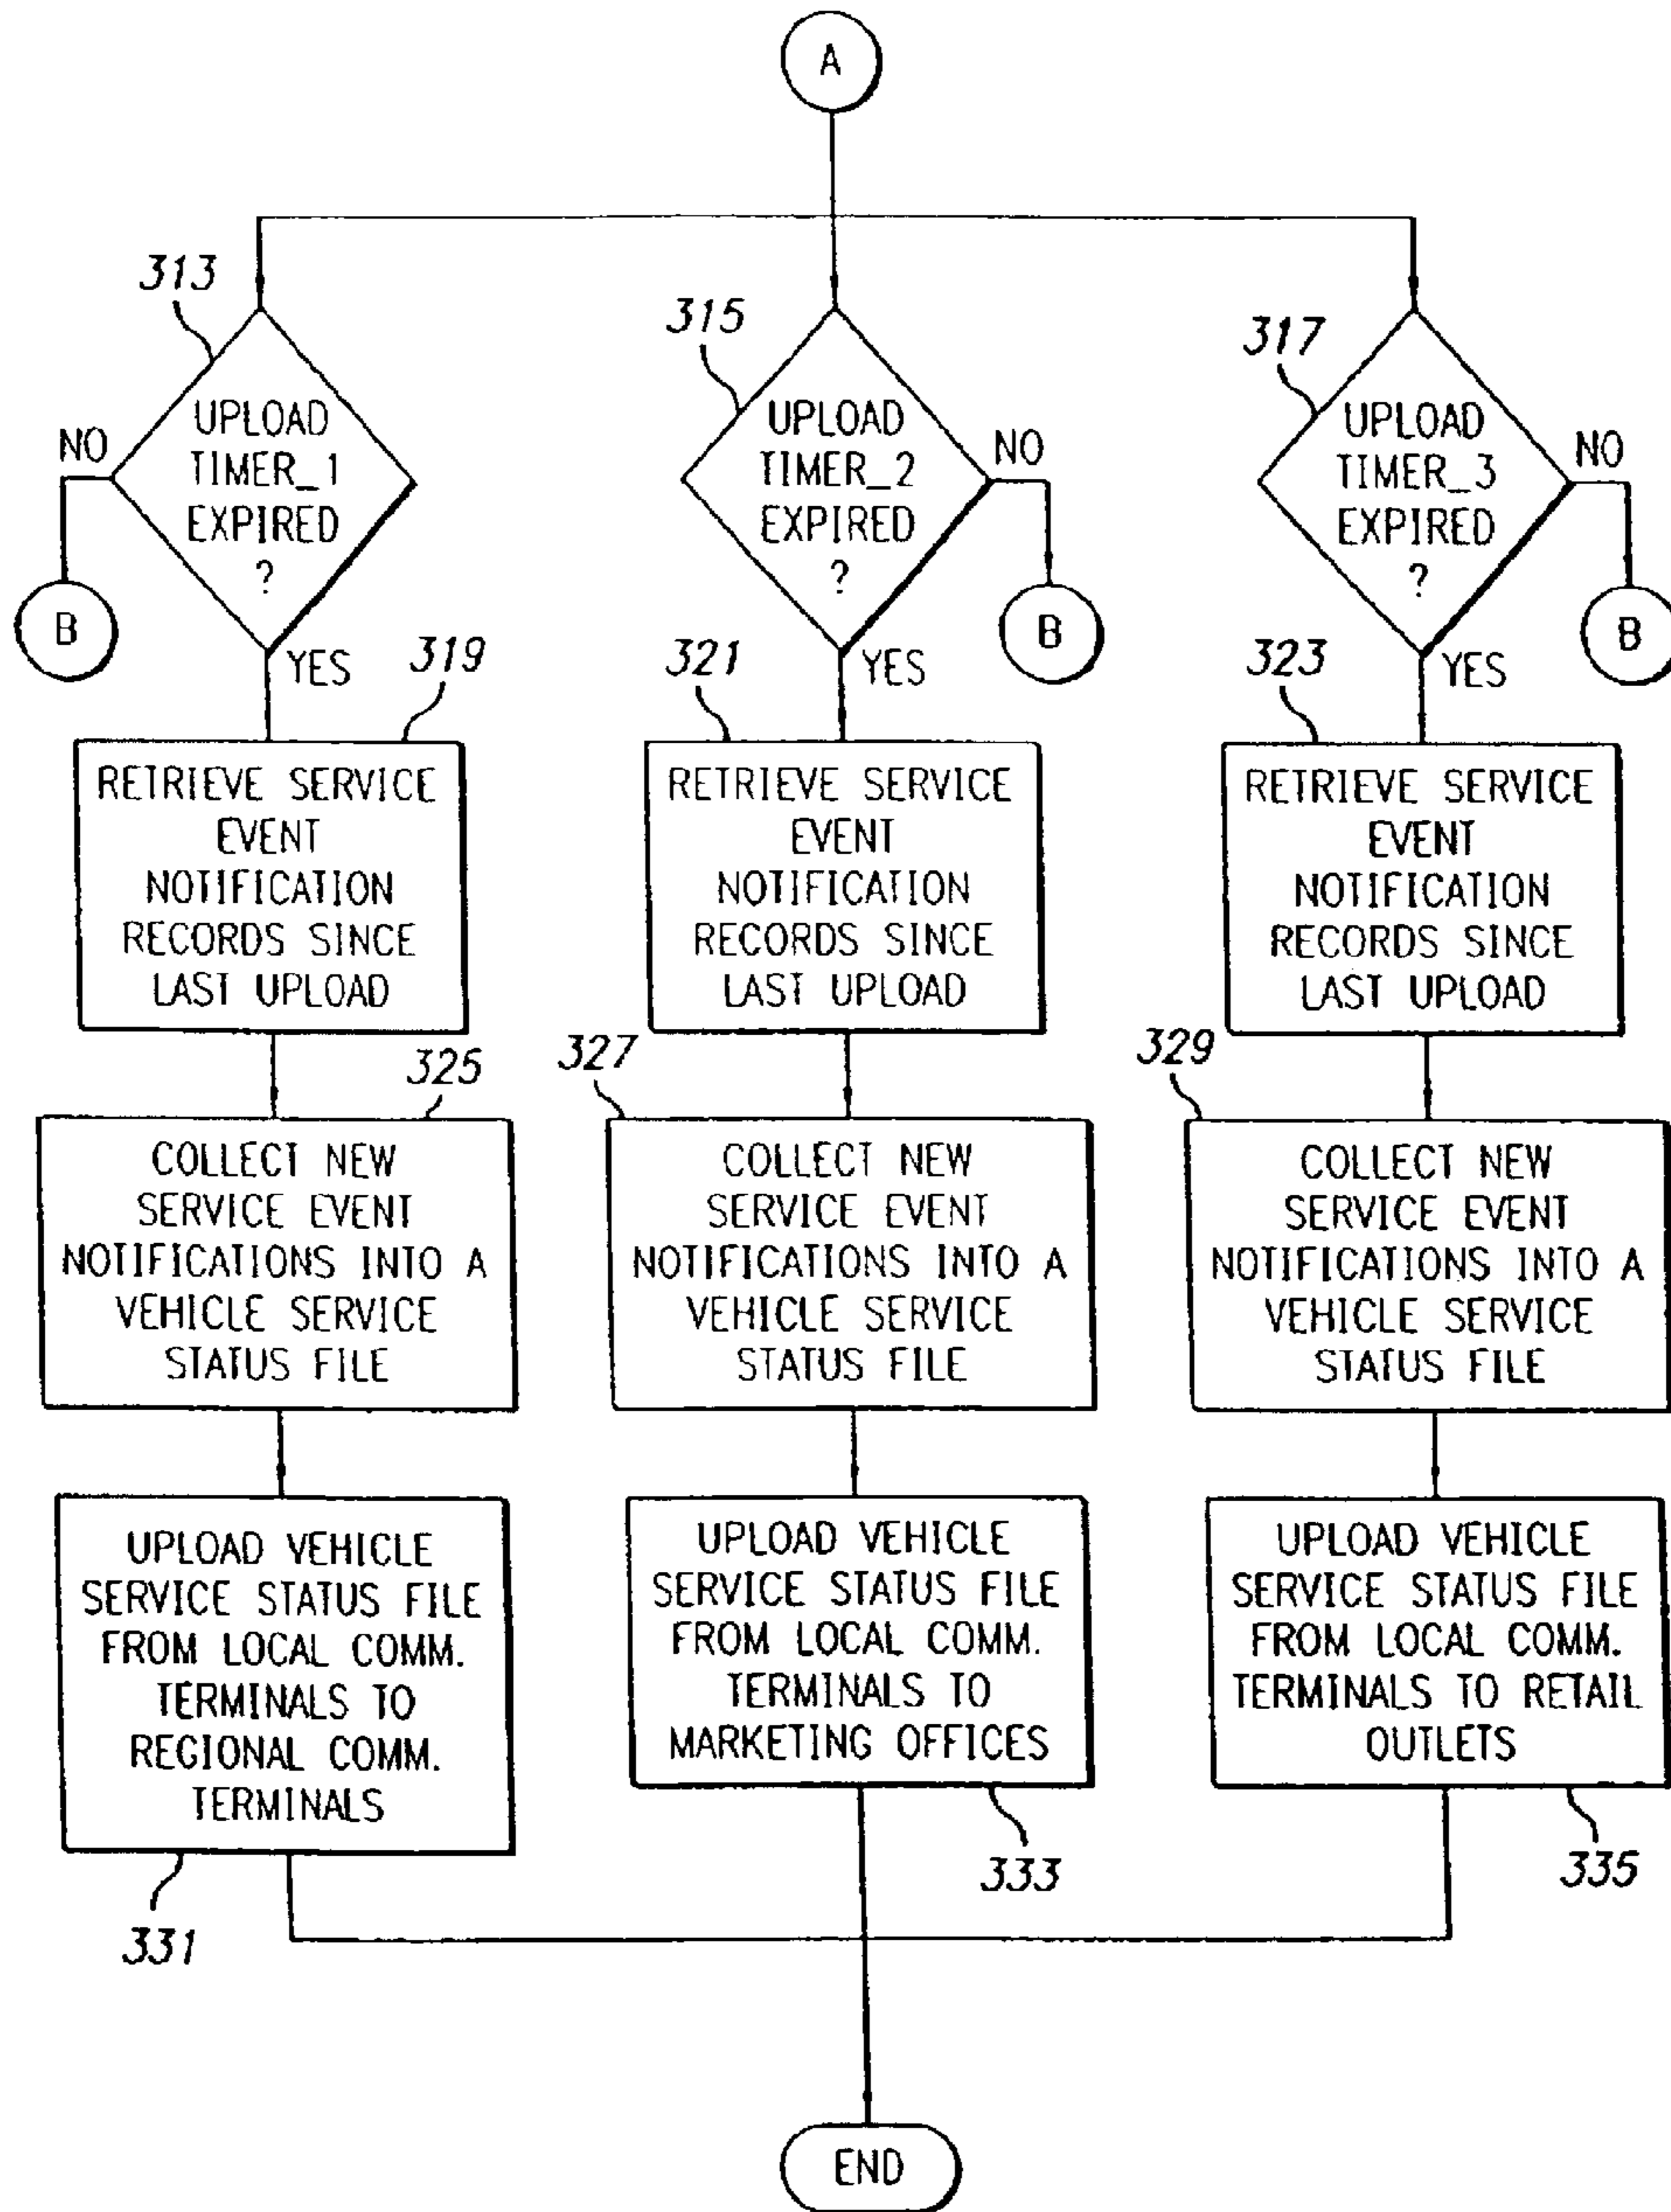 A
313
UPLOAD
TIMER_1
EXPIRED
?
NO
B
YES
315
UPLOAD
TIMER_2
EXPIRED
?
NO
B
YES
317
UPLOAD
TIMER_3
EXPIRED
?
NO
B
YES
319
RETRIEVE SERVICE
EVENT
NOTIFICATION
RECORDS SINCE
LAST UPLOAD
321
RETRIEVE SERVICE
EVENT
NOTIFICATION
RECORDS SINCE
LAST UPLOAD
323
RETRIEVE SERVICE
EVENT
NOTIFICATION
RECORDS SINCE
LAST UPLOAD
325
COLLECT NEW
SERVICE EVENT
NOTIFICATIONS INTO A
VEHICLE SERVICE
STATUS FILE
327
COLLECT NEW
SERVICE EVENT
NOTIFICATIONS INTO A
VEHICLE SERVICE
STATUS FILE
329
COLLECT NEW
SERVICE EVENT
NOTIFICATIONS INTO A
VEHICLE SERVICE
STATUS FILE
UPLOAD VEHICLE
SERVICE STATUS FILE
FROM LOCAL COMM.
TERMINALS TO
REGIONAL COMM.
TERMINALS
331
UPLOAD VEHICLE
SERVICE STATUS FILE
FROM LOCAL COMM.
TERMINALS TO
MARKETING OFFICES
333
UPLOAD VEHICLE
SERVICE STATUS FILE
FROM LOCAL COMM.
TERMINALS TO RETAIL
OUTLETS
335
END